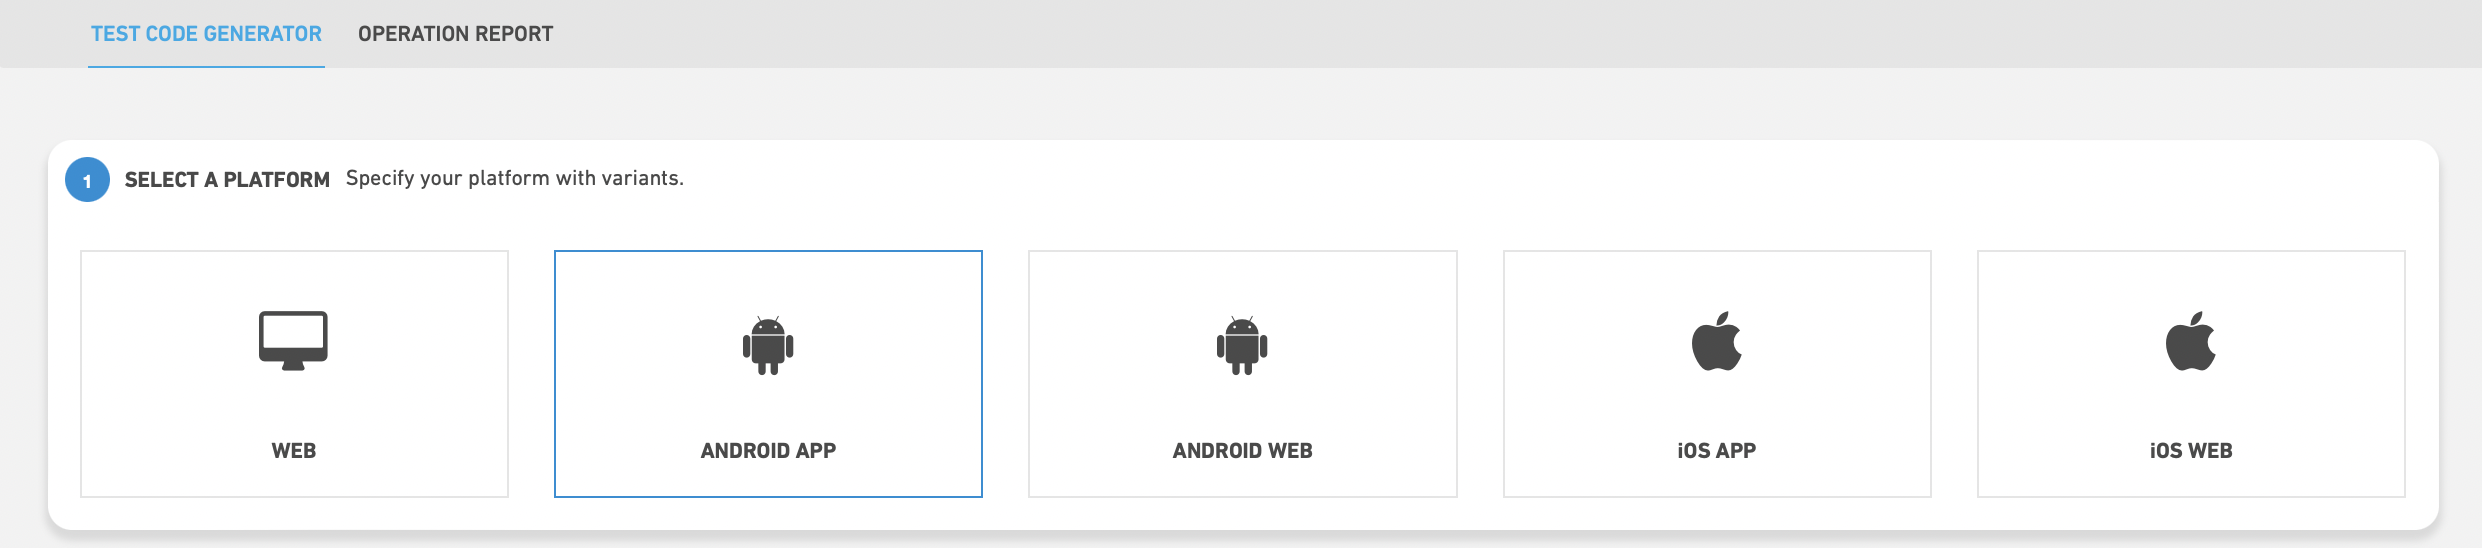 TEST CODE GENERATOR OPERATION REPORT
1 SELECT A PLATFORM Specify your platform with variants.
WEB ANDROID APP ANDROID WEB iOS APP iOS WEB